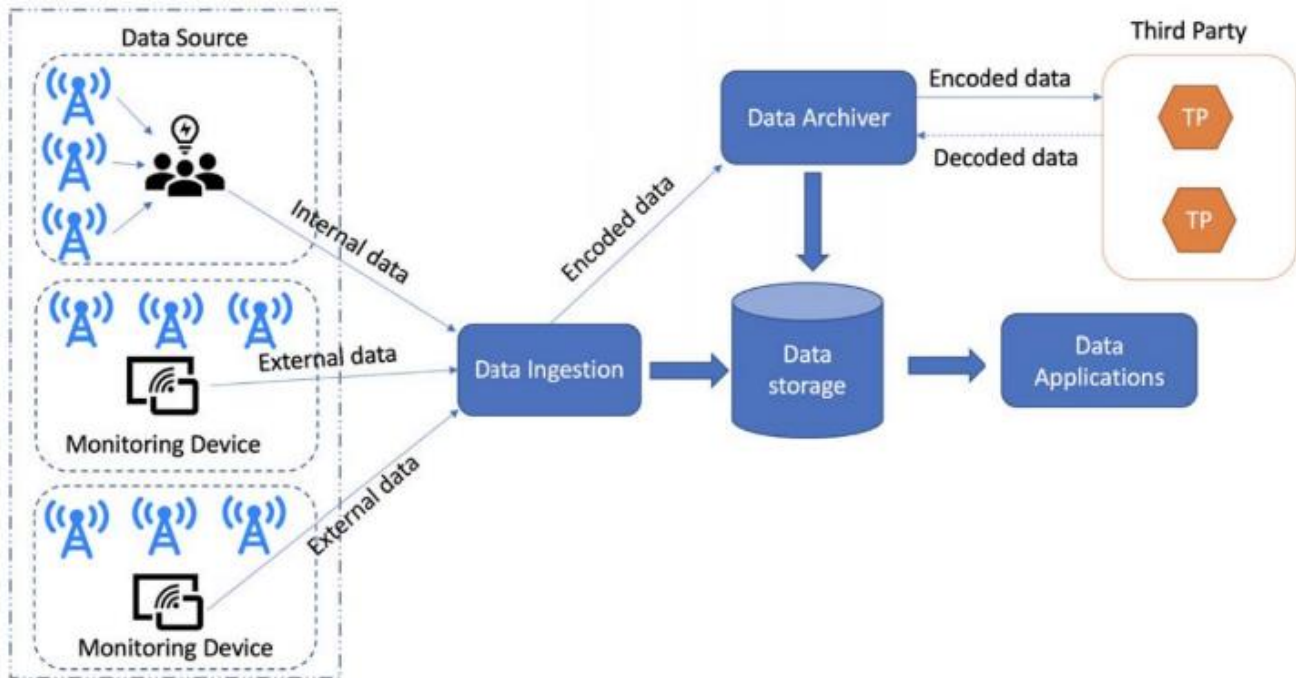 Data Source
Third Party
Encoded data
TP
Data Archiver
Decoded data
TP
Internal data
Encoded data
External data
Data Ingestion
Data
storage
Data
Applications
Monitoring Device
External data
Monitoring Device